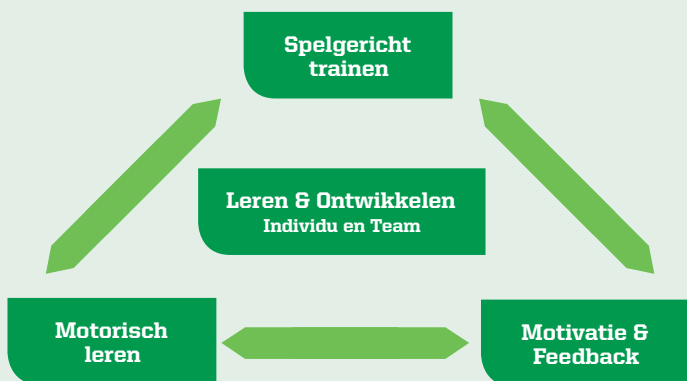 Spelgericht
trainen
Leren & Ontwikkelen
Individu en Team
Motorisch
leren
Motivatie &
Feedback